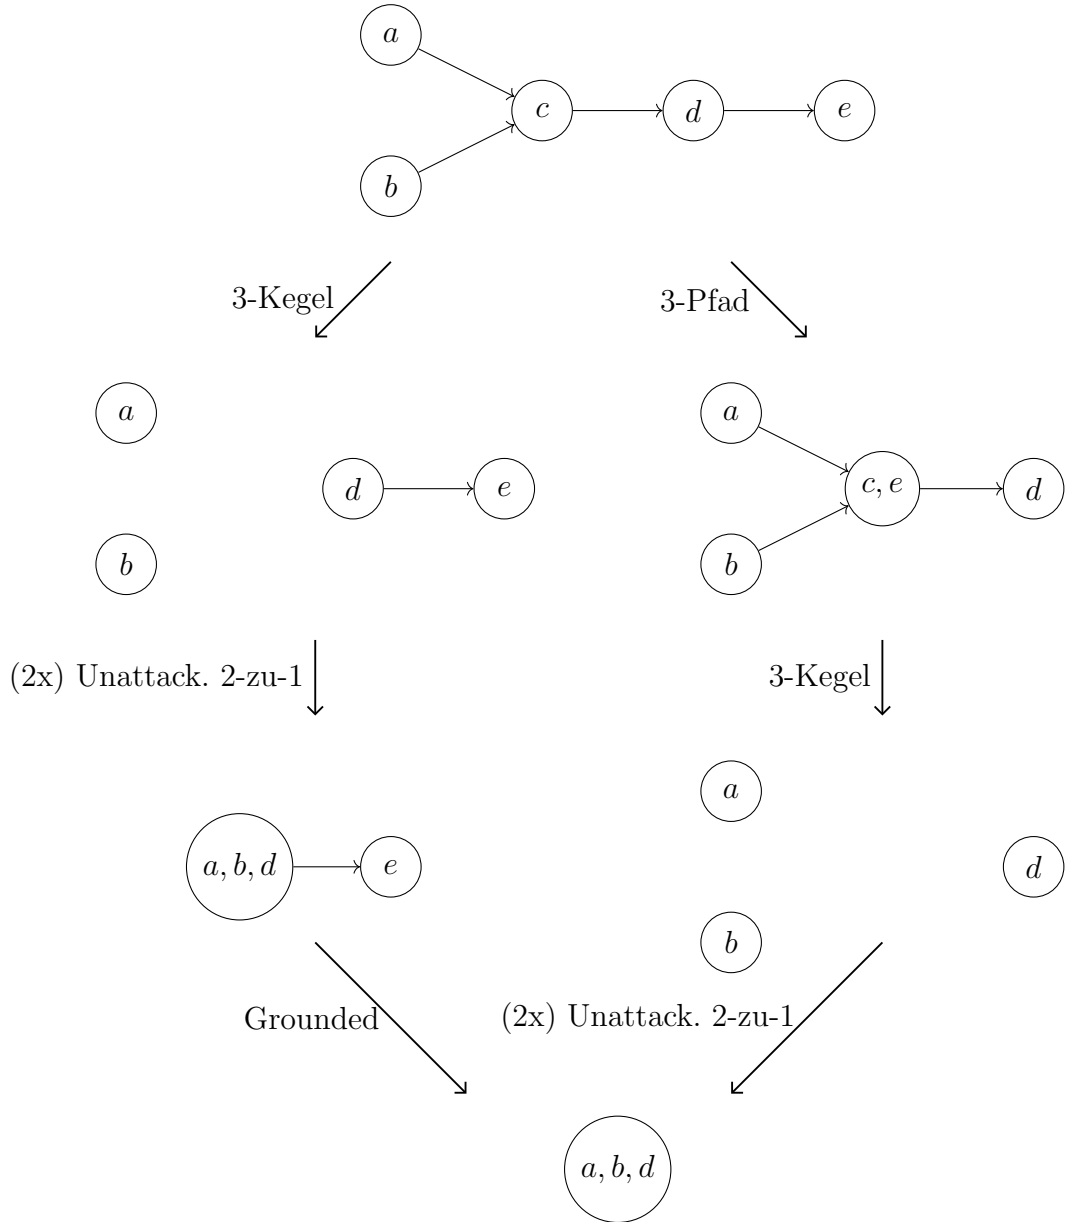 a
c
d
e
b
3-Kegel
3-Pfad
a
a
d
e
c, e
d
b
b
(2x) Unattack. 2-zu-1
3-Kegel
a
a, b, d
e
d
b
Grounded
(2x) Unattack. 2-zu-1
a, b, d